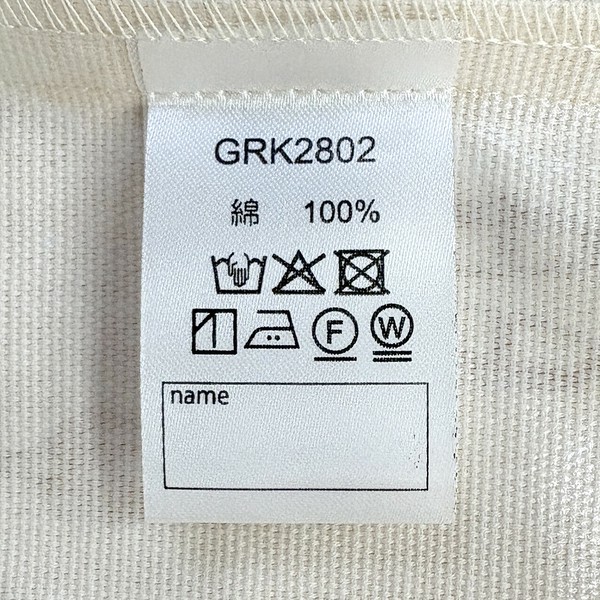 GRK2802
綿 100%
F W
name